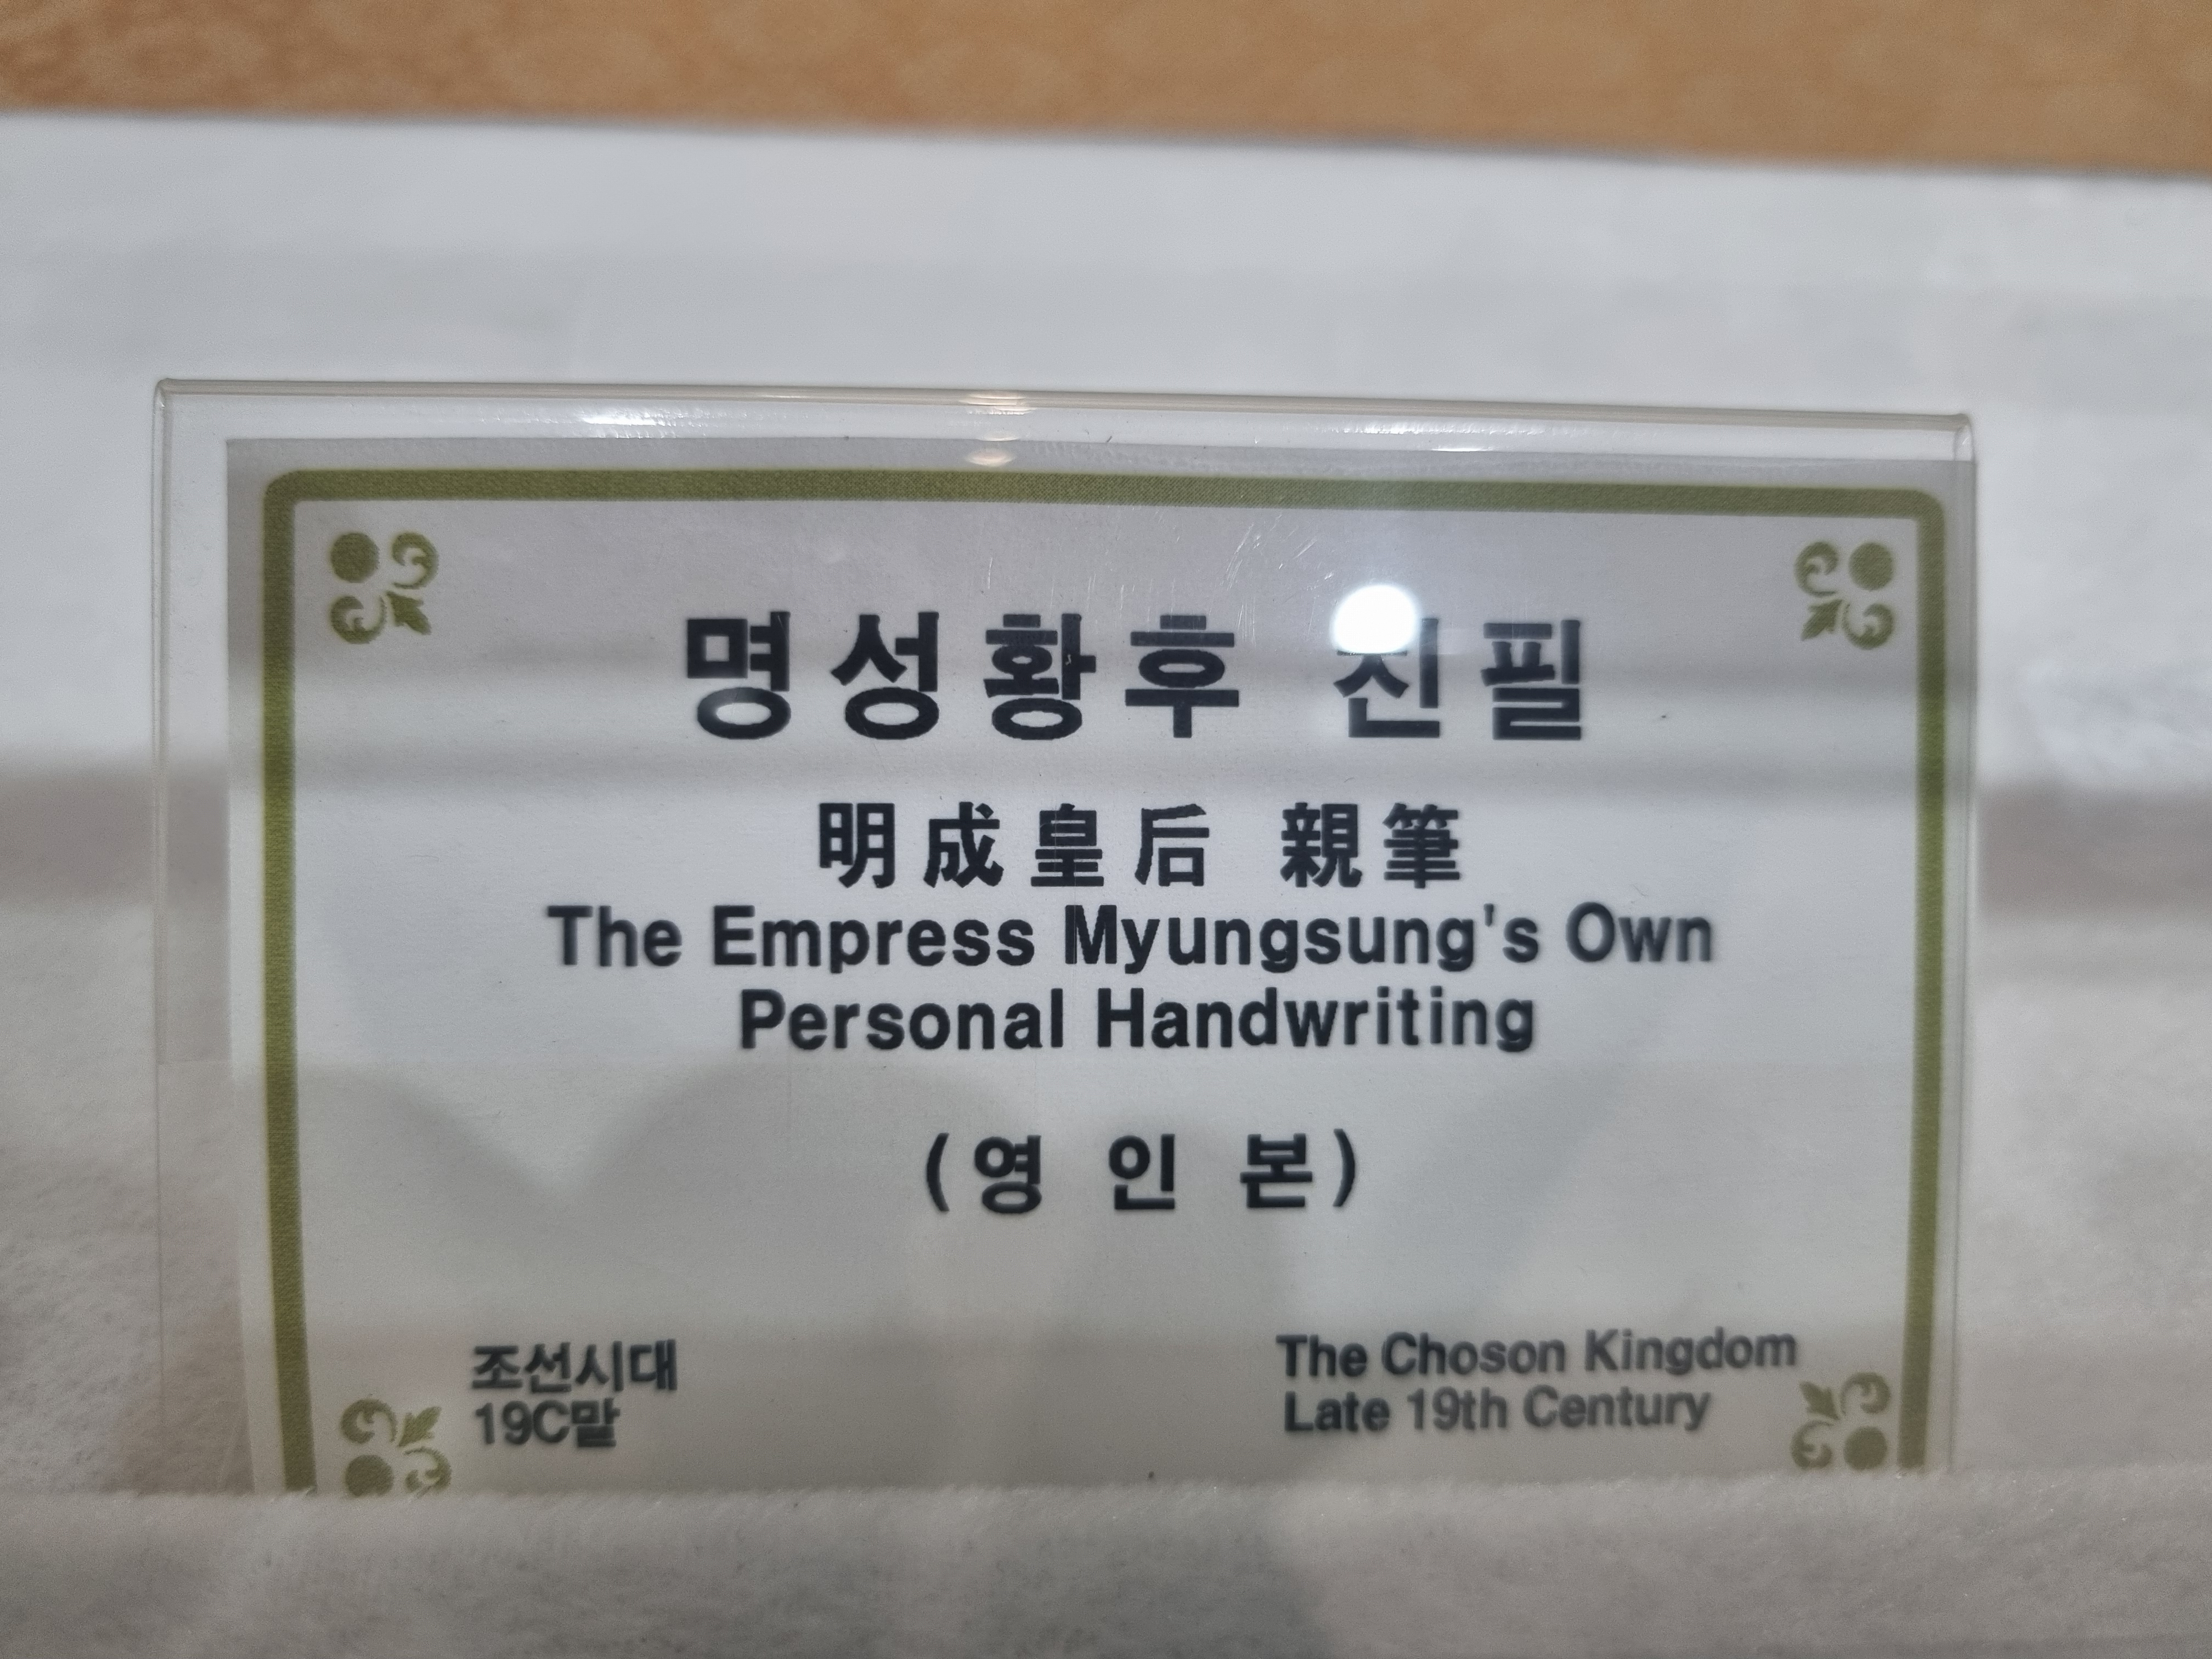 명성황후 친필
明成皇后 親筆
The Empress Myungsung's Own
Personal Handwriting
(영 인 본)
조선시대
19C말
The Choson Kingdom
Late 19th Century